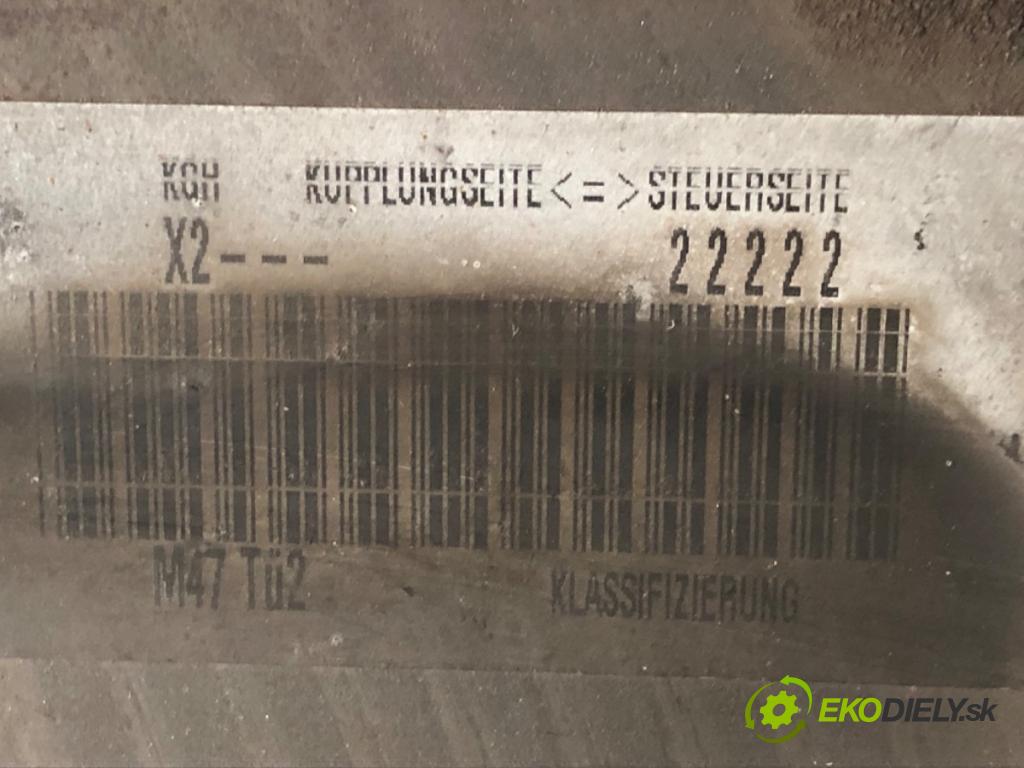 KGH KUPPLUNGSEITE<=>STEUERSEITE
X2--- 22222
M47 Tü2 KLASSIFIZIERUNG
EKODIELY.sk